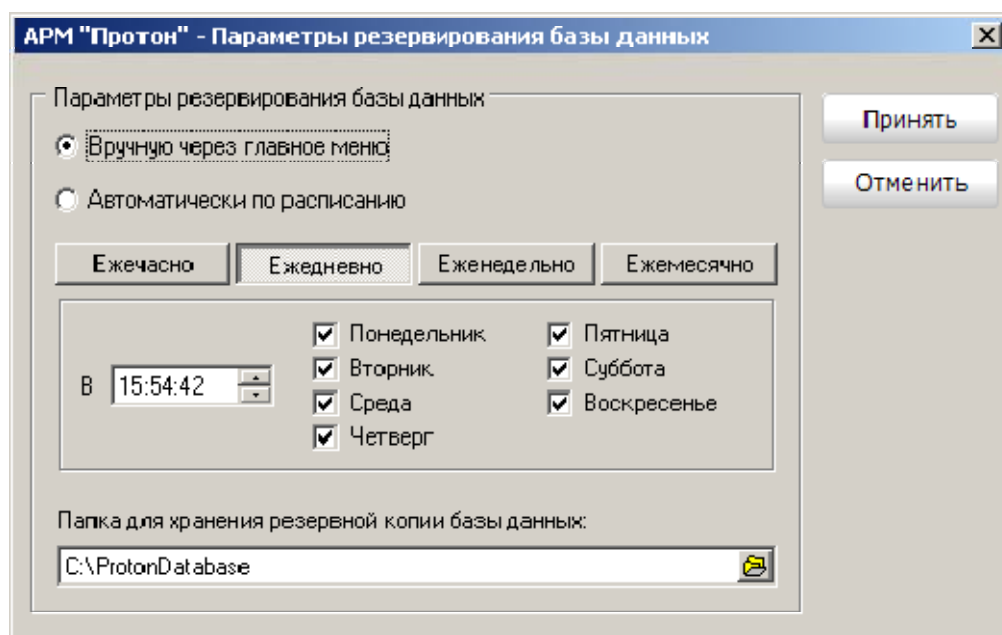 АРМ "Протон" - Параметры резервирования базы данных
Параметры резервирования базы данных
Вручную через главное меню
Автоматически по расписанию
Принять
Отменить
Ежечасно Ежедневно Еженедельно Ежемесячно
В 15:54:42
Понедельник
Вторник
Среда
Четверг
Пятница
Суббота
Воскресенье
Папка для хранения резервной копии базы данных:
C:\ProtonDatabase